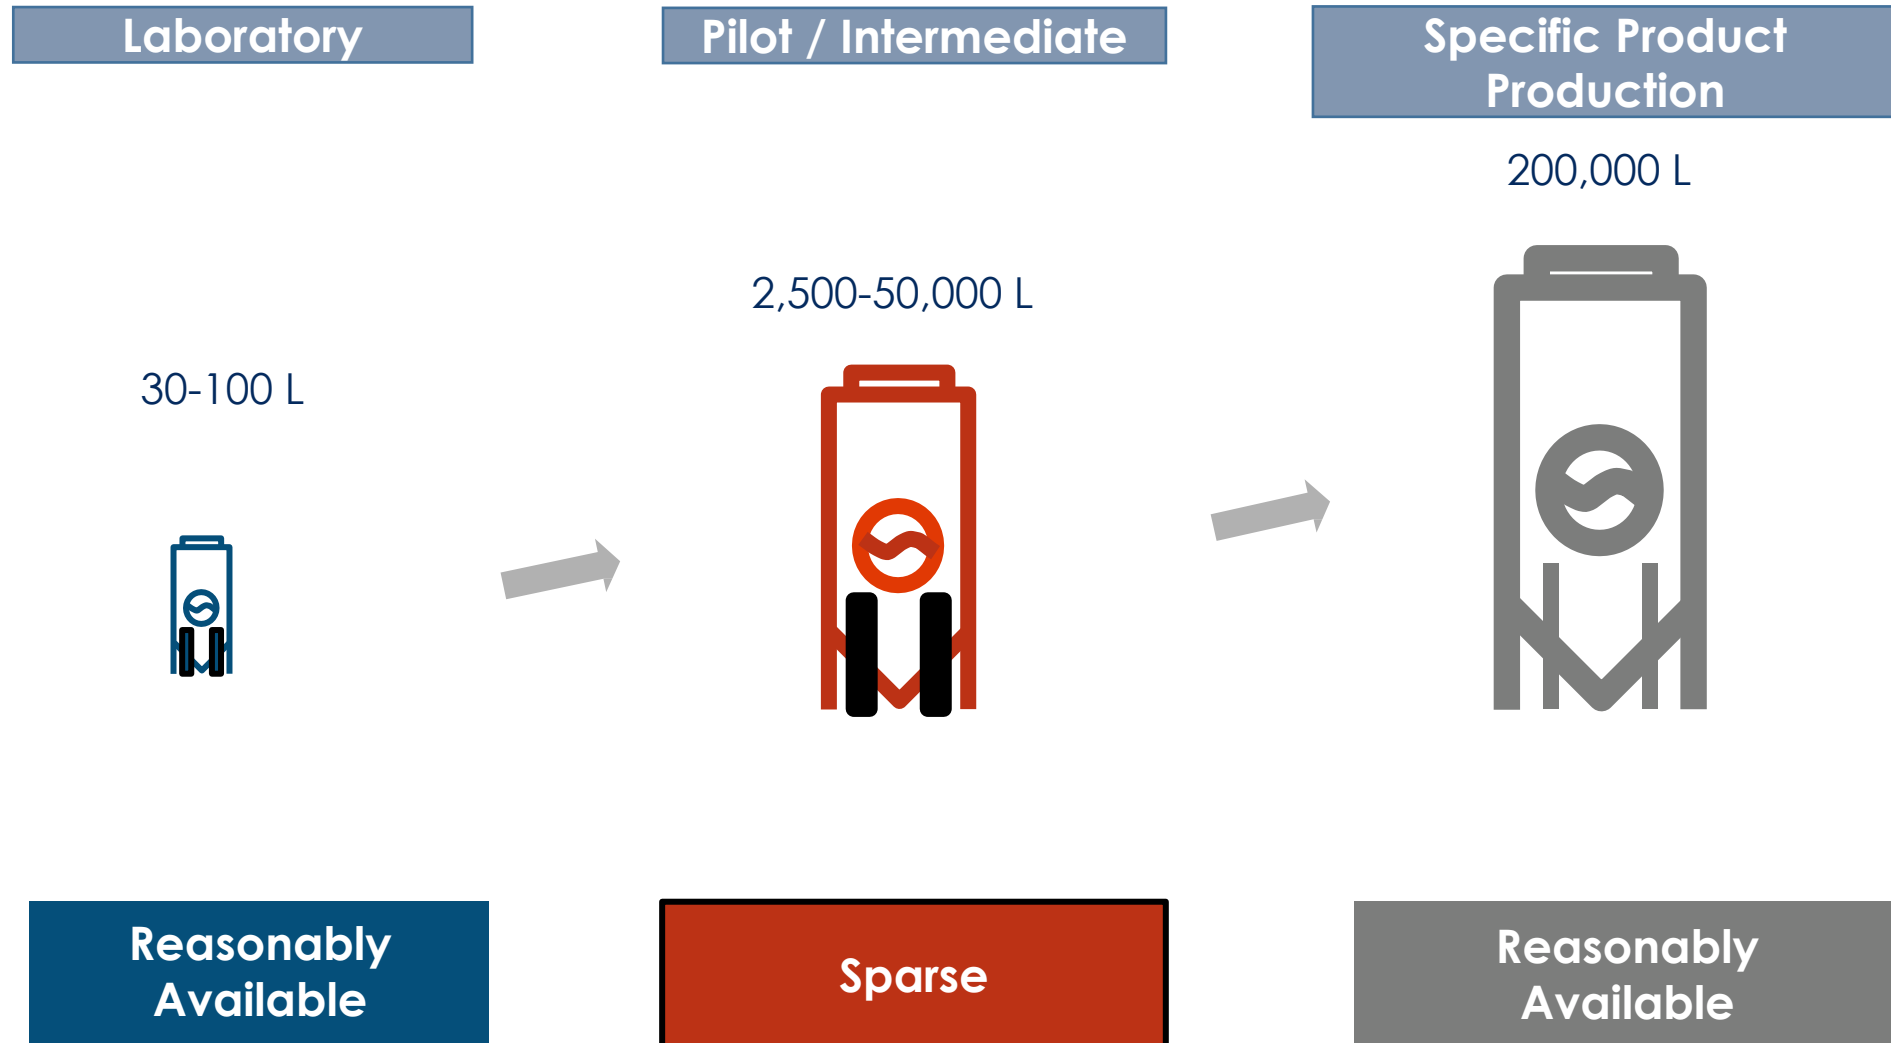 Laboratory
Pilot / Intermediate
Specific Product
Production
200,000 L
2,500-50,000 L
30-100 L
Reasonably
Available
Sparse
Reasonably
Available